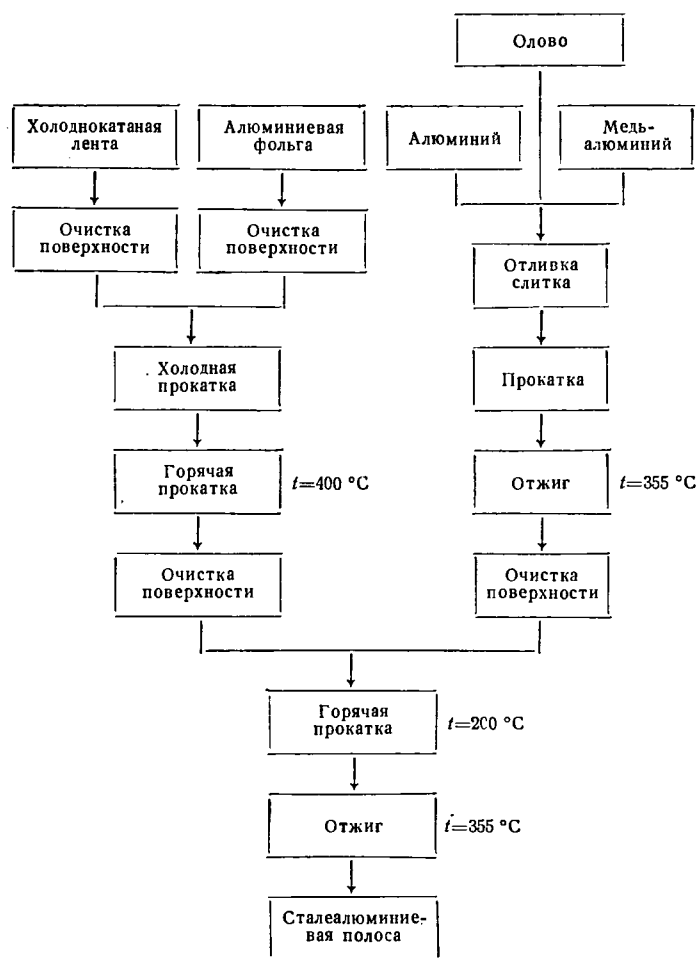 Олово
Холоднокатаная
лента
Алюминиевая
фольга
Алюминий
Медь-
алюминий
Очистка
поверхности
Очистка
поверхности
Отливка
слитка
Холодная
прокатка
Прокатка
Горячая
прокатка
t=400 °C
Отжиг
t=355 °C
Очистка
поверхности
Очистка
поверхности
Горячая
прокатка
t=200 °C
Отжиг
t=355 °C
Сталеалюминие-
вая полоса